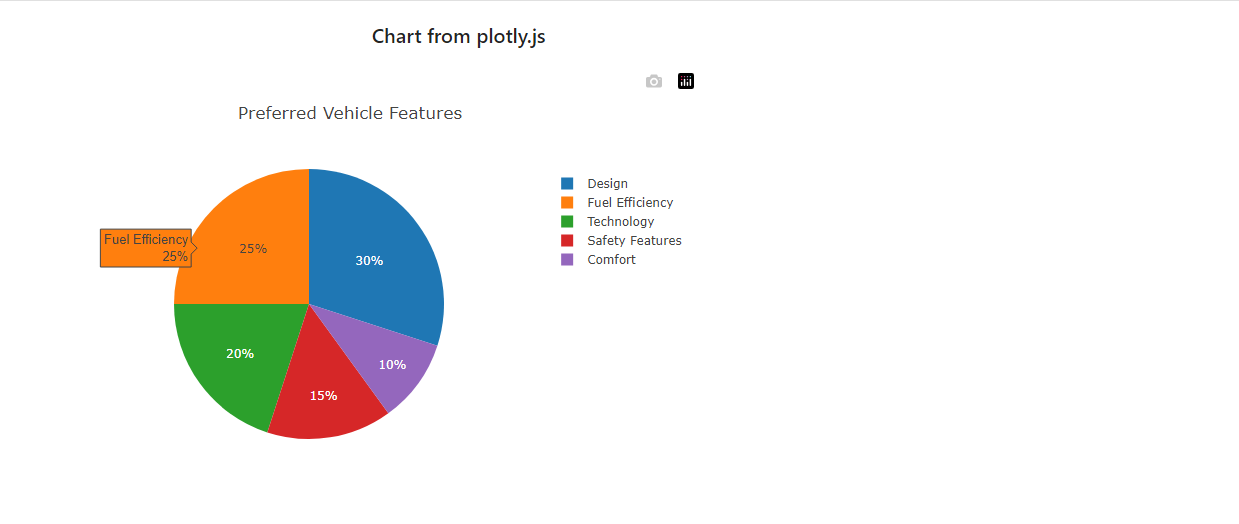 Chart from plotly.js
Preferred Vehicle Features
Design
Fuel Efficiency
Technology
Safety Features
Comfort
Fuel Efficiency
25%
25%
30%
20%
10%
15%